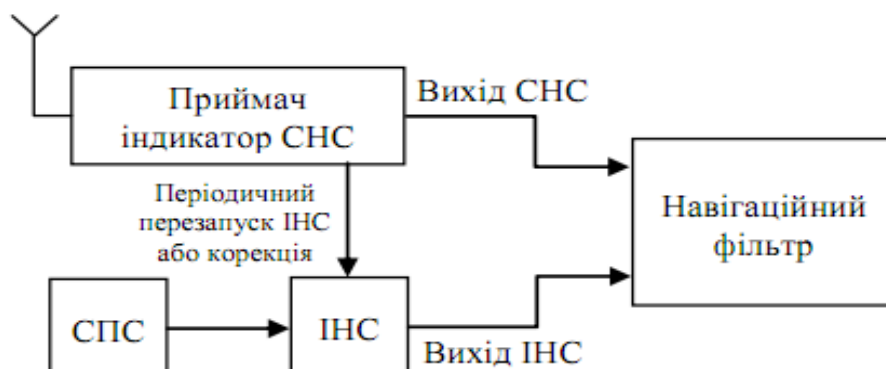 Приймач
індикатор СНС
Вихід СНС
Періодичний
перезапуск ІНС
або корекція
Навігаційний
фільтр
СПС
ІНС
Вихід ІНС